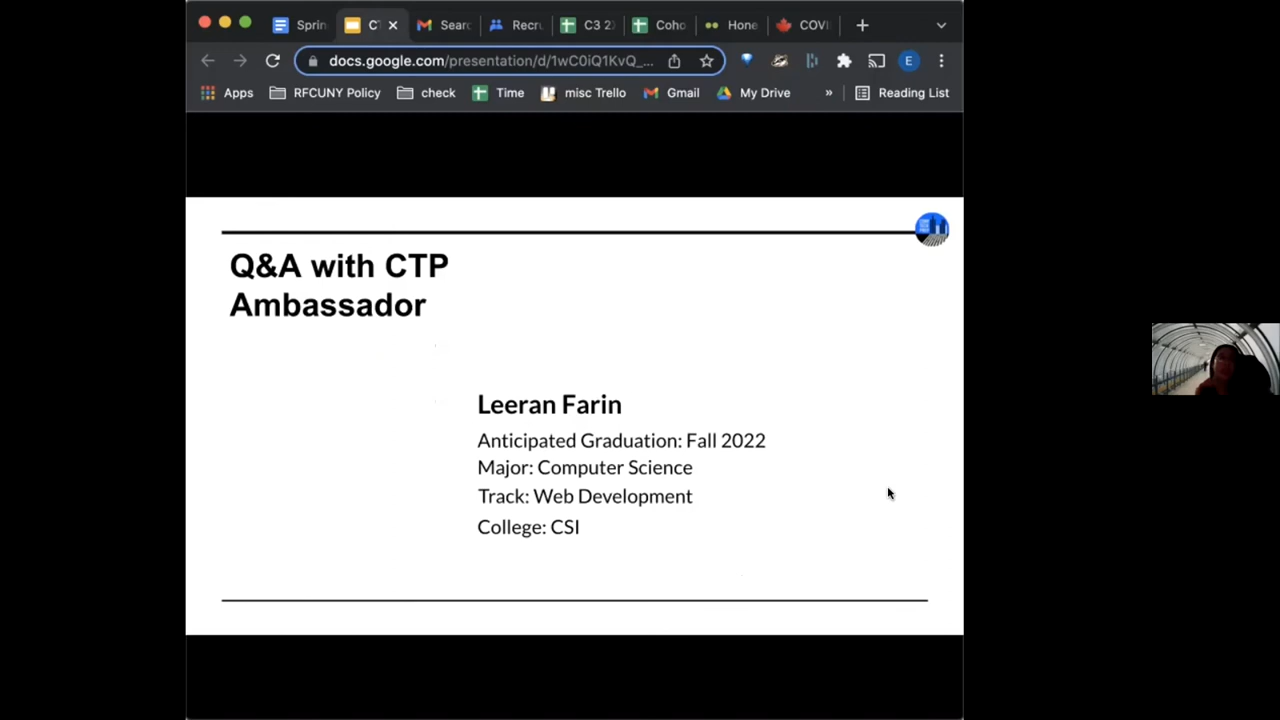 Sprin
C
Searc
Recru
C3 2
Coho
Hone
COVI
docs.google.com/presentation/d/1wC0iQ1KvQ_...
E
Apps
RFCUNY Policy
check
Time
misc Trello
Gmail
My Drive
»
Reading List
Q&A with CTP
Ambassador
Leeran Farin
Anticipated Graduation: Fall 2022
Major: Computer Science
Track: Web Development
College: CSI